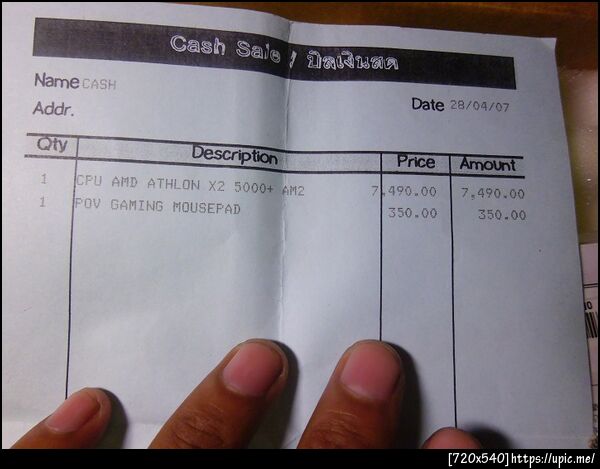 Cash Sale / บิลเงินสด
Name CASH
Addr.
Date 28/04/07
Qty Description Price Amount
1 CPU AMD ATHLON X2 5000+ AM2 7,490.00 7,490.00
1 POV GAMING MOUSEPAD 350.00 350.00
[720x540]https://upic.me/